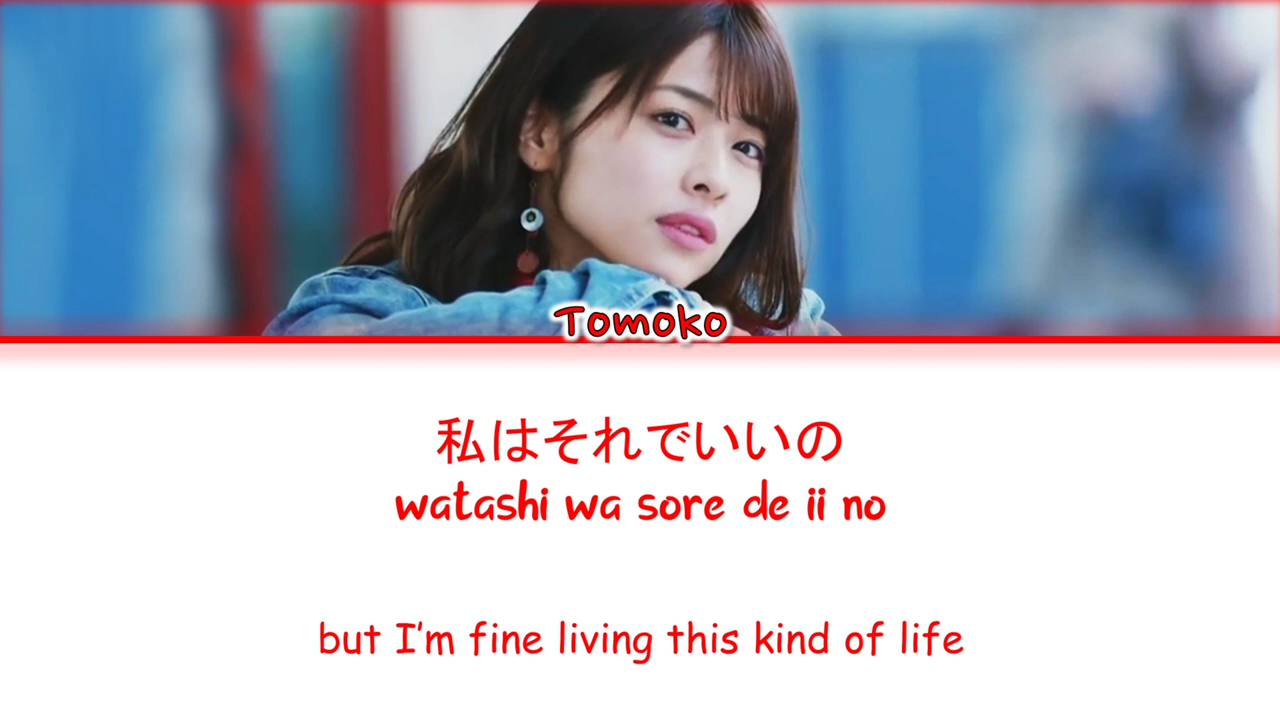 Tomoko
私はそれでいいの
watashi wa sore de ii no
but I'm fine living this kind of life